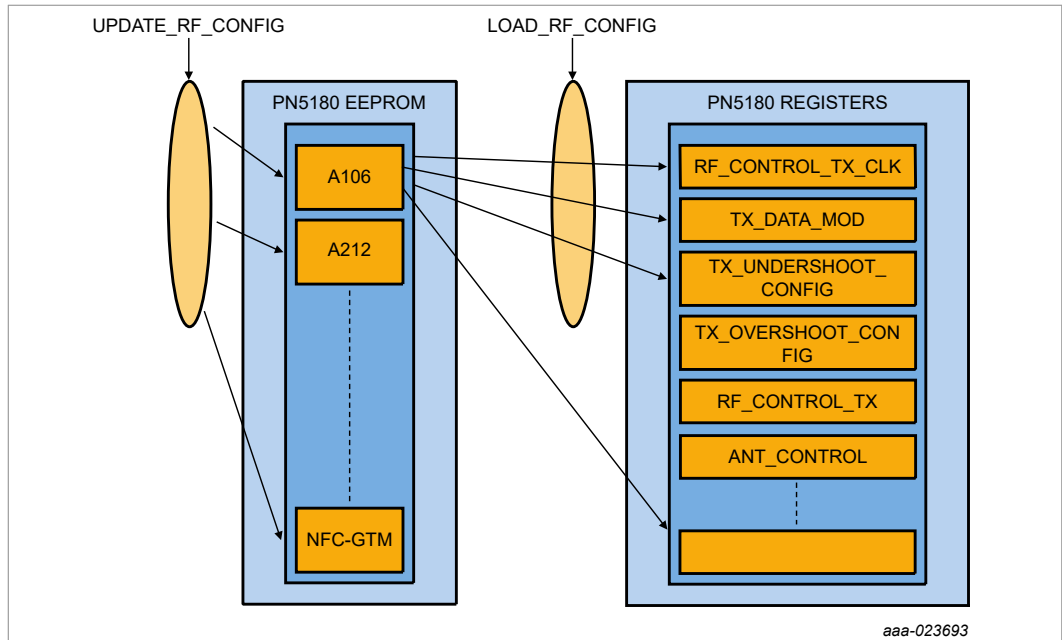 UPDATE_RF_CONFIG
LOAD_RF_CONFIG
PN5180 EEPROM
A106
A212
NFC-GTM
PN5180 REGISTERS
RF_CONTROL_TX_CLK
TX_DATA_MOD
TX_UNDERSHOOT_
CONFIG
TX_OVERSHOOT_CON
FIG
RF_CONTROL_TX
ANT_CONTROL
aaa-023693